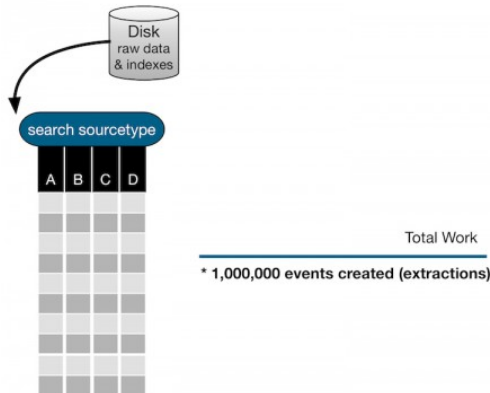 Disk
raw data
& indexes
search sourcetype
A B C D
Total Work
* 1,000,000 events created (extractions)